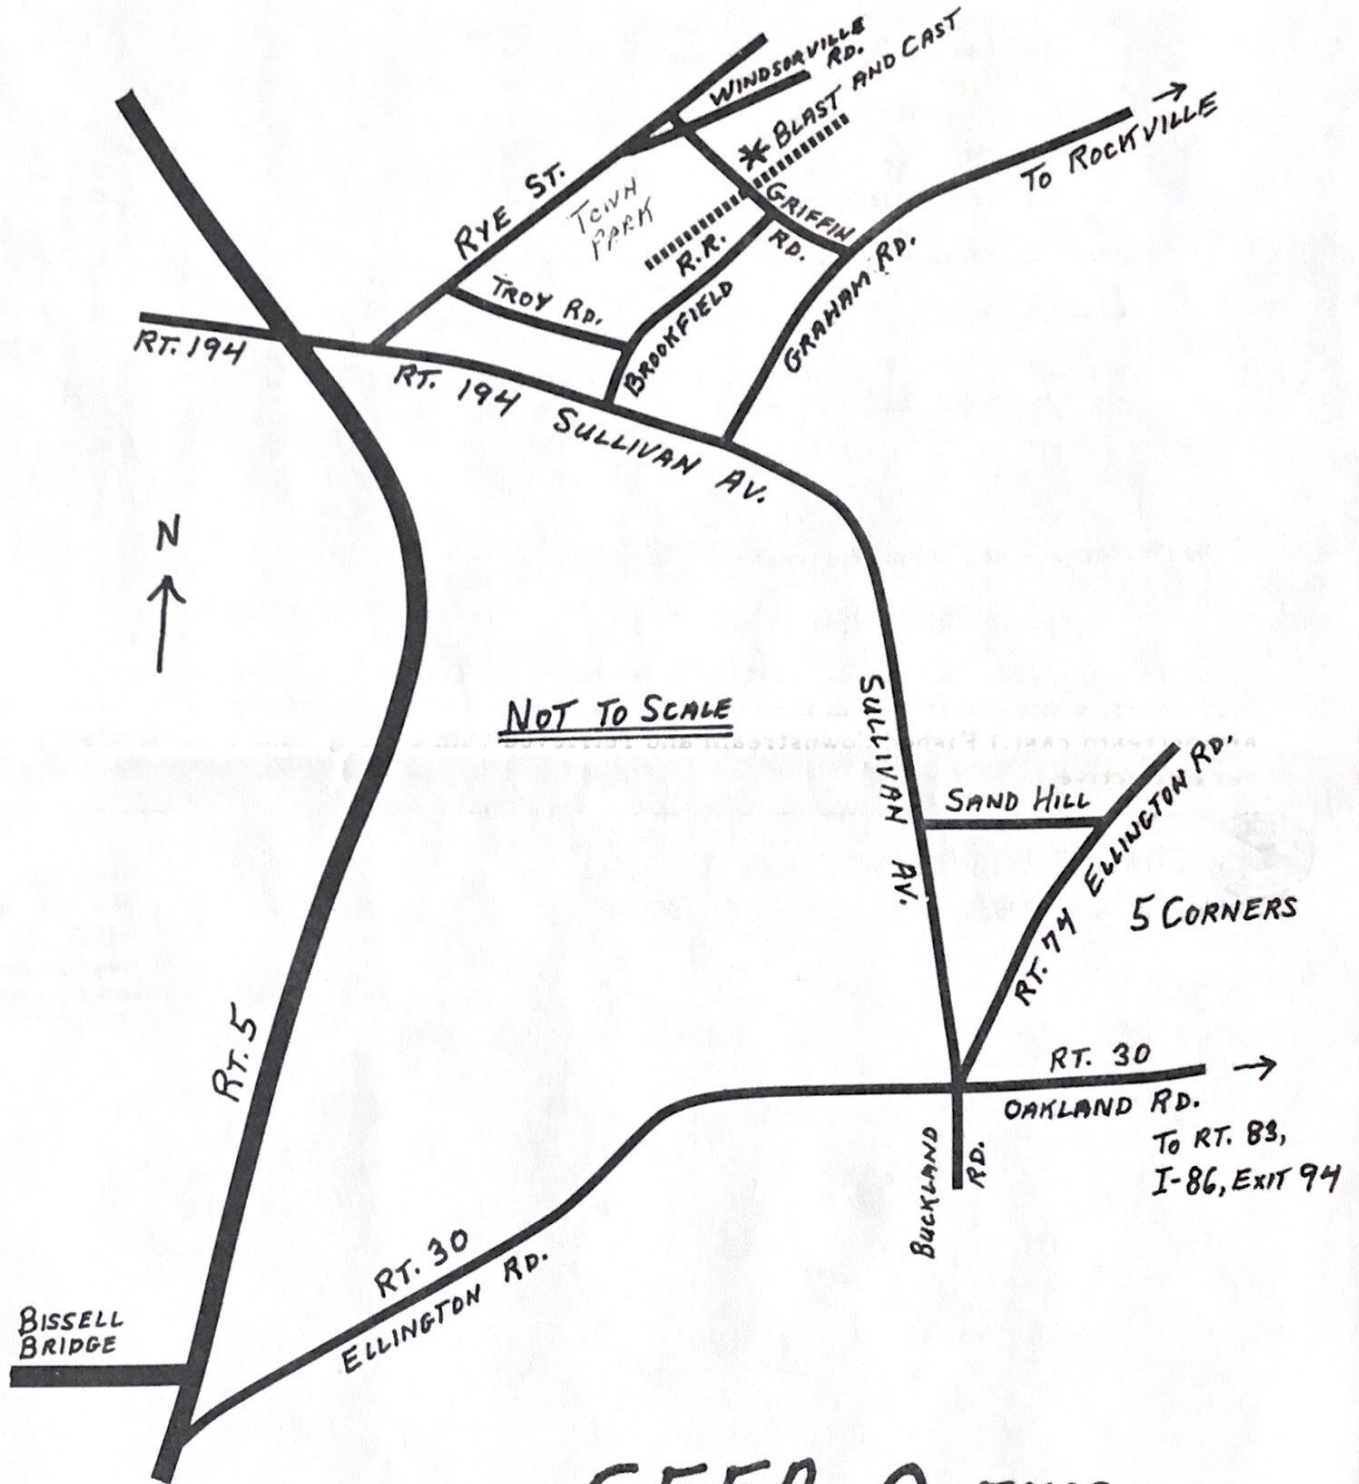 WINDSORVILLE
RD.
* BLAST AND CAST
TO ROCKVILLE →
RYE ST.
TOWN
PARK
R.R.
GRIFFIN
RD.
TROY RD.
BROOKFIELD
GRAHAM RD.
RT. 194
RT. 194
SULLIVAN AV.
N
NOT TO SCALE
SULLIVAN AV.
SAND HILL
RT. 74 ELLINGTON RD.
5 CORNERS
RT. 5
RT. 30 →
OAKLAND RD.
TO RT. 83,
I-86, EXIT 94
BUCKLAND
RD.
RT. 30
ELLINGTON RD.
BISSELL
BRIDGE